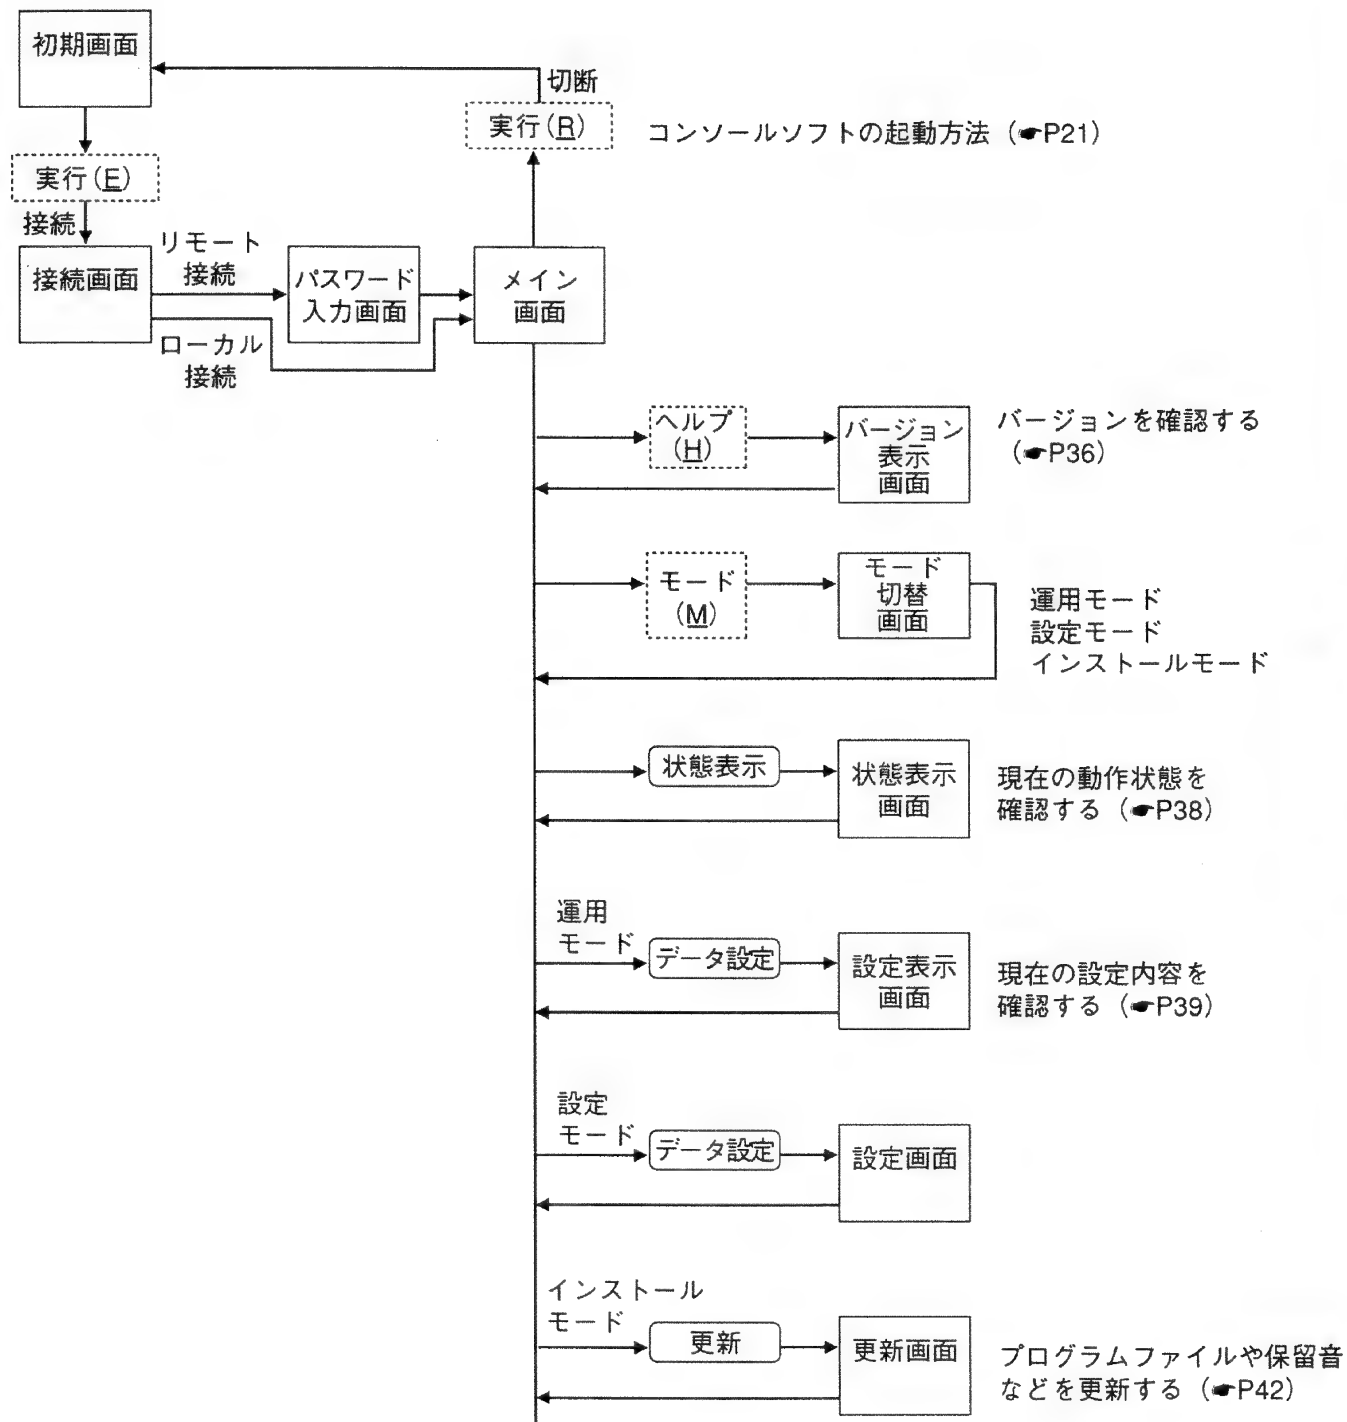 初期画面
切断
実行(R)
コンソールソフトの起動方法（☛P21）
実行(E)
接続
接続画面
リモート
接続
パスワード
入力画面
メイン
画面
ローカル
接続
ヘルプ
(H)
バージョン
表示
画面
バージョンを確認する
（☛P36）
モード
(M)
モード
切替
画面
運用モード
設定モード
インストールモード
状態表示
状態表示
画面
現在の動作状態を
確認する（☛P38）
運用
モード
データ設定
設定表示
画面
現在の設定内容を
確認する（☛P39）
設定
モード
データ設定
設定画面
インストール
モード
更新
更新画面
プログラムファイルや保留音
などを更新する（☛P42）